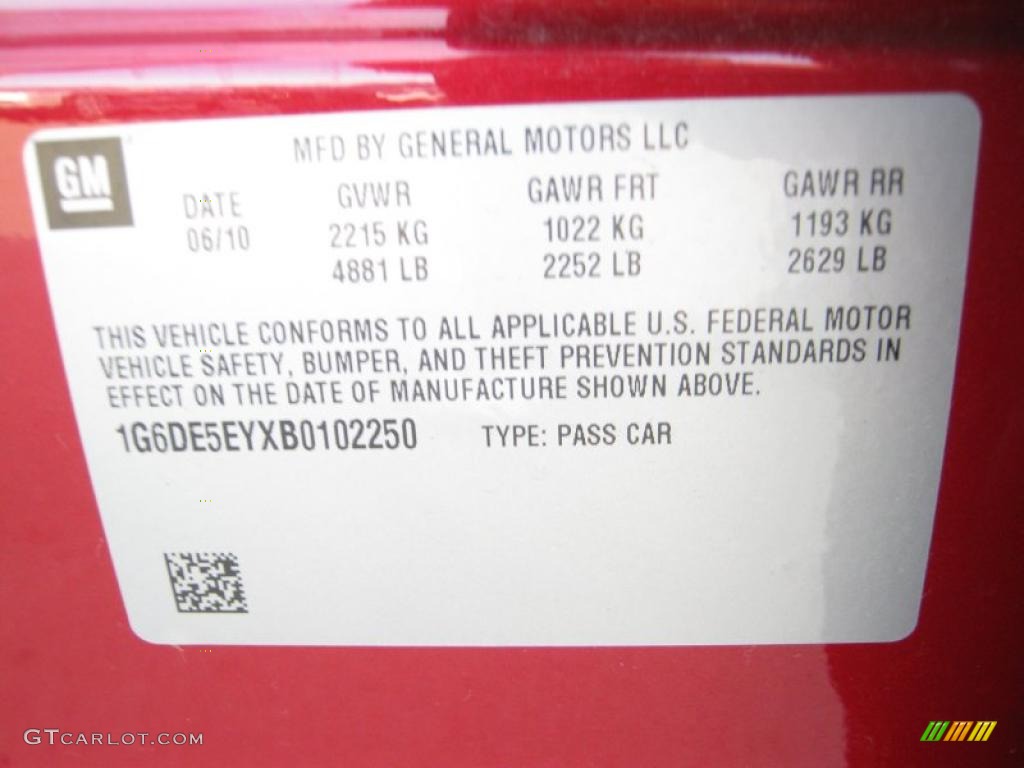 GM
MFD BY GENERAL MOTORS LLC
DATE GVWR GAWR FRT GAWR RR
06/10 2215 KG 1022 KG 1193 KG
4881 LB 2252 LB 2629 LB
THIS VEHICLE CONFORMS TO ALL APPLICABLE U.S. FEDERAL MOTOR
VEHICLE SAFETY, BUMPER, AND THEFT PREVENTION STANDARDS IN
EFFECT ON THE DATE OF MANUFACTURE SHOWN ABOVE.
1G6DE5EYXB0102250 TYPE: PASS CAR
GTCARLOT.COM